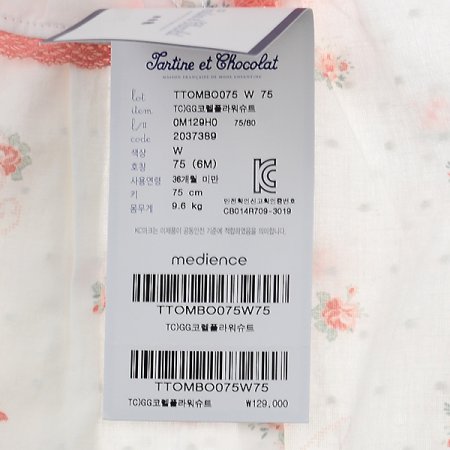 Tartine et Chocolat
MAISON FRANÇAISE DE MODE ENFANTINE
lot TTOMBO075 W 75
item TC)GG코헬플라워슈트
E/# OM129H0 75/80
code 2037389
색상 W
호칭 75 (6M)
사용연령 36개월 미만
키 75 cm
몸무게 9.6 kg
안전확인신고확인증번호
CB014R709-3019
KC마크는 이제품이 공통안전 기준에 적합하였음을 의미합니다.
medience
TTOMBO075W75
TC)GG코헬플라워슈트
TTOMBO075W75
TC)GG코헬플라워슈트 ₩129,000